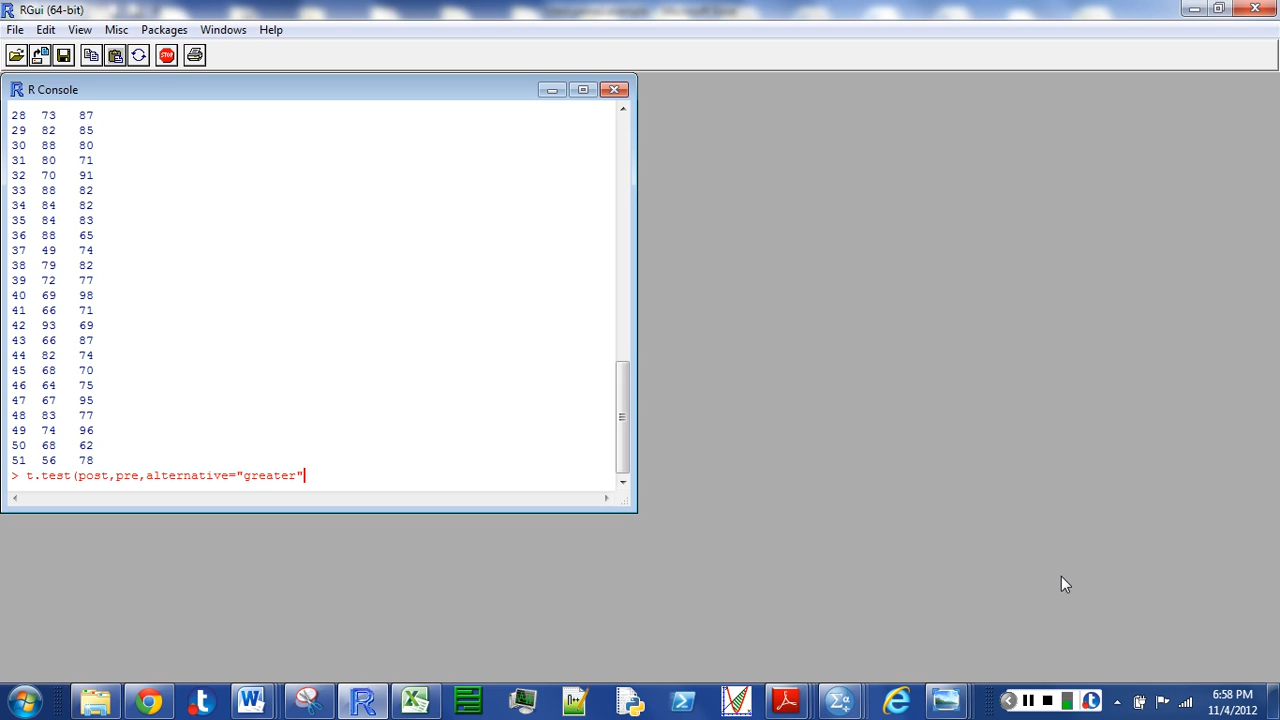 RGui (64-bit)
File Edit View Misc Packages Windows Help
STOP
R Console
28 73 87
29 82 85
30 88 80
31 80 71
32 70 91
33 88 82
34 84 82
35 84 83
36 88 65
37 49 74
38 79 82
39 72 77
40 69 98
41 66 71
42 93 69
43 66 87
44 82 74
45 68 70
46 64 75
47 67 95
48 83 77
49 74 96
50 68 62
51 56 78
> t.test(post,pre,alternative="greater"
6:58 PM
11/4/2012